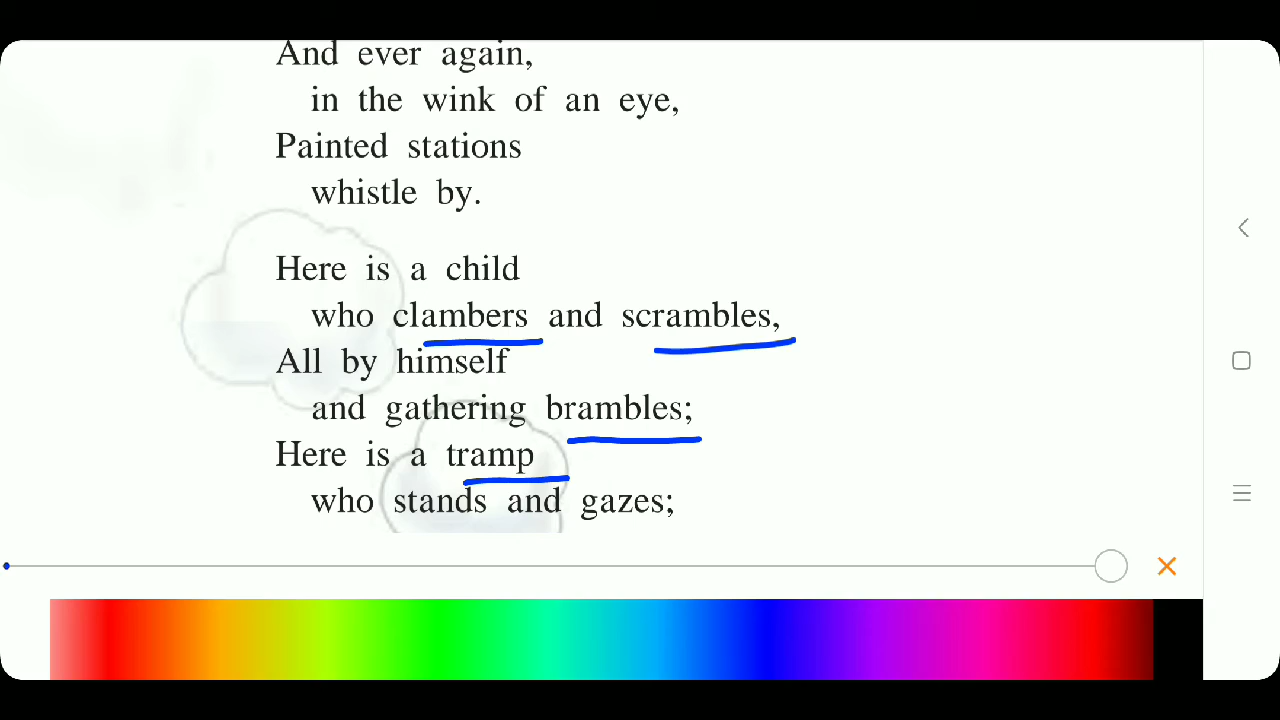 And ever again,
in the wink of an eye,
Painted stations
whistle by.
Here is a child
who clambers and scrambles,
All by himself
and gathering brambles;
Here is a tramp
who stands and gazes;